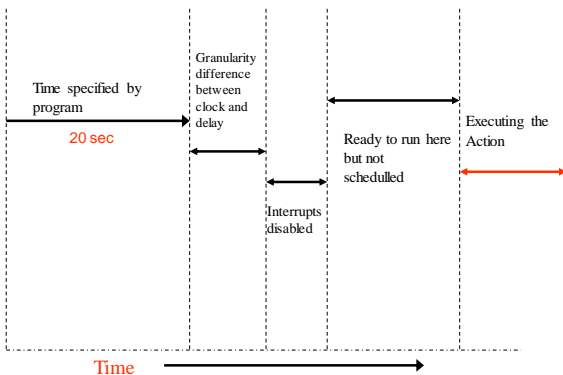 Time specified by
program
20 sec
Granularity
difference
between
clock and
delay
Interrupts
disabled
Ready to run here
but not
schedulled
Executing the
Action
Time